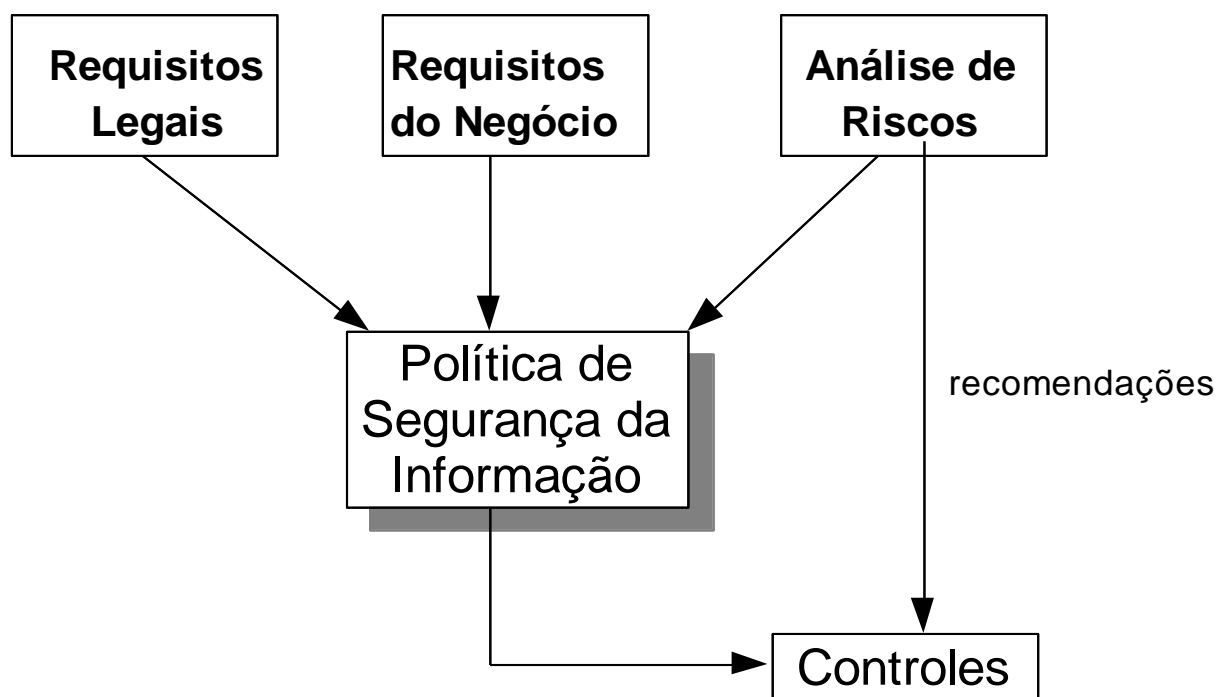 Requisitos
Legais
Requisitos
do Negócio
Análise de
Riscos
Política de
Segurança da
Informação
recomendações
Controles